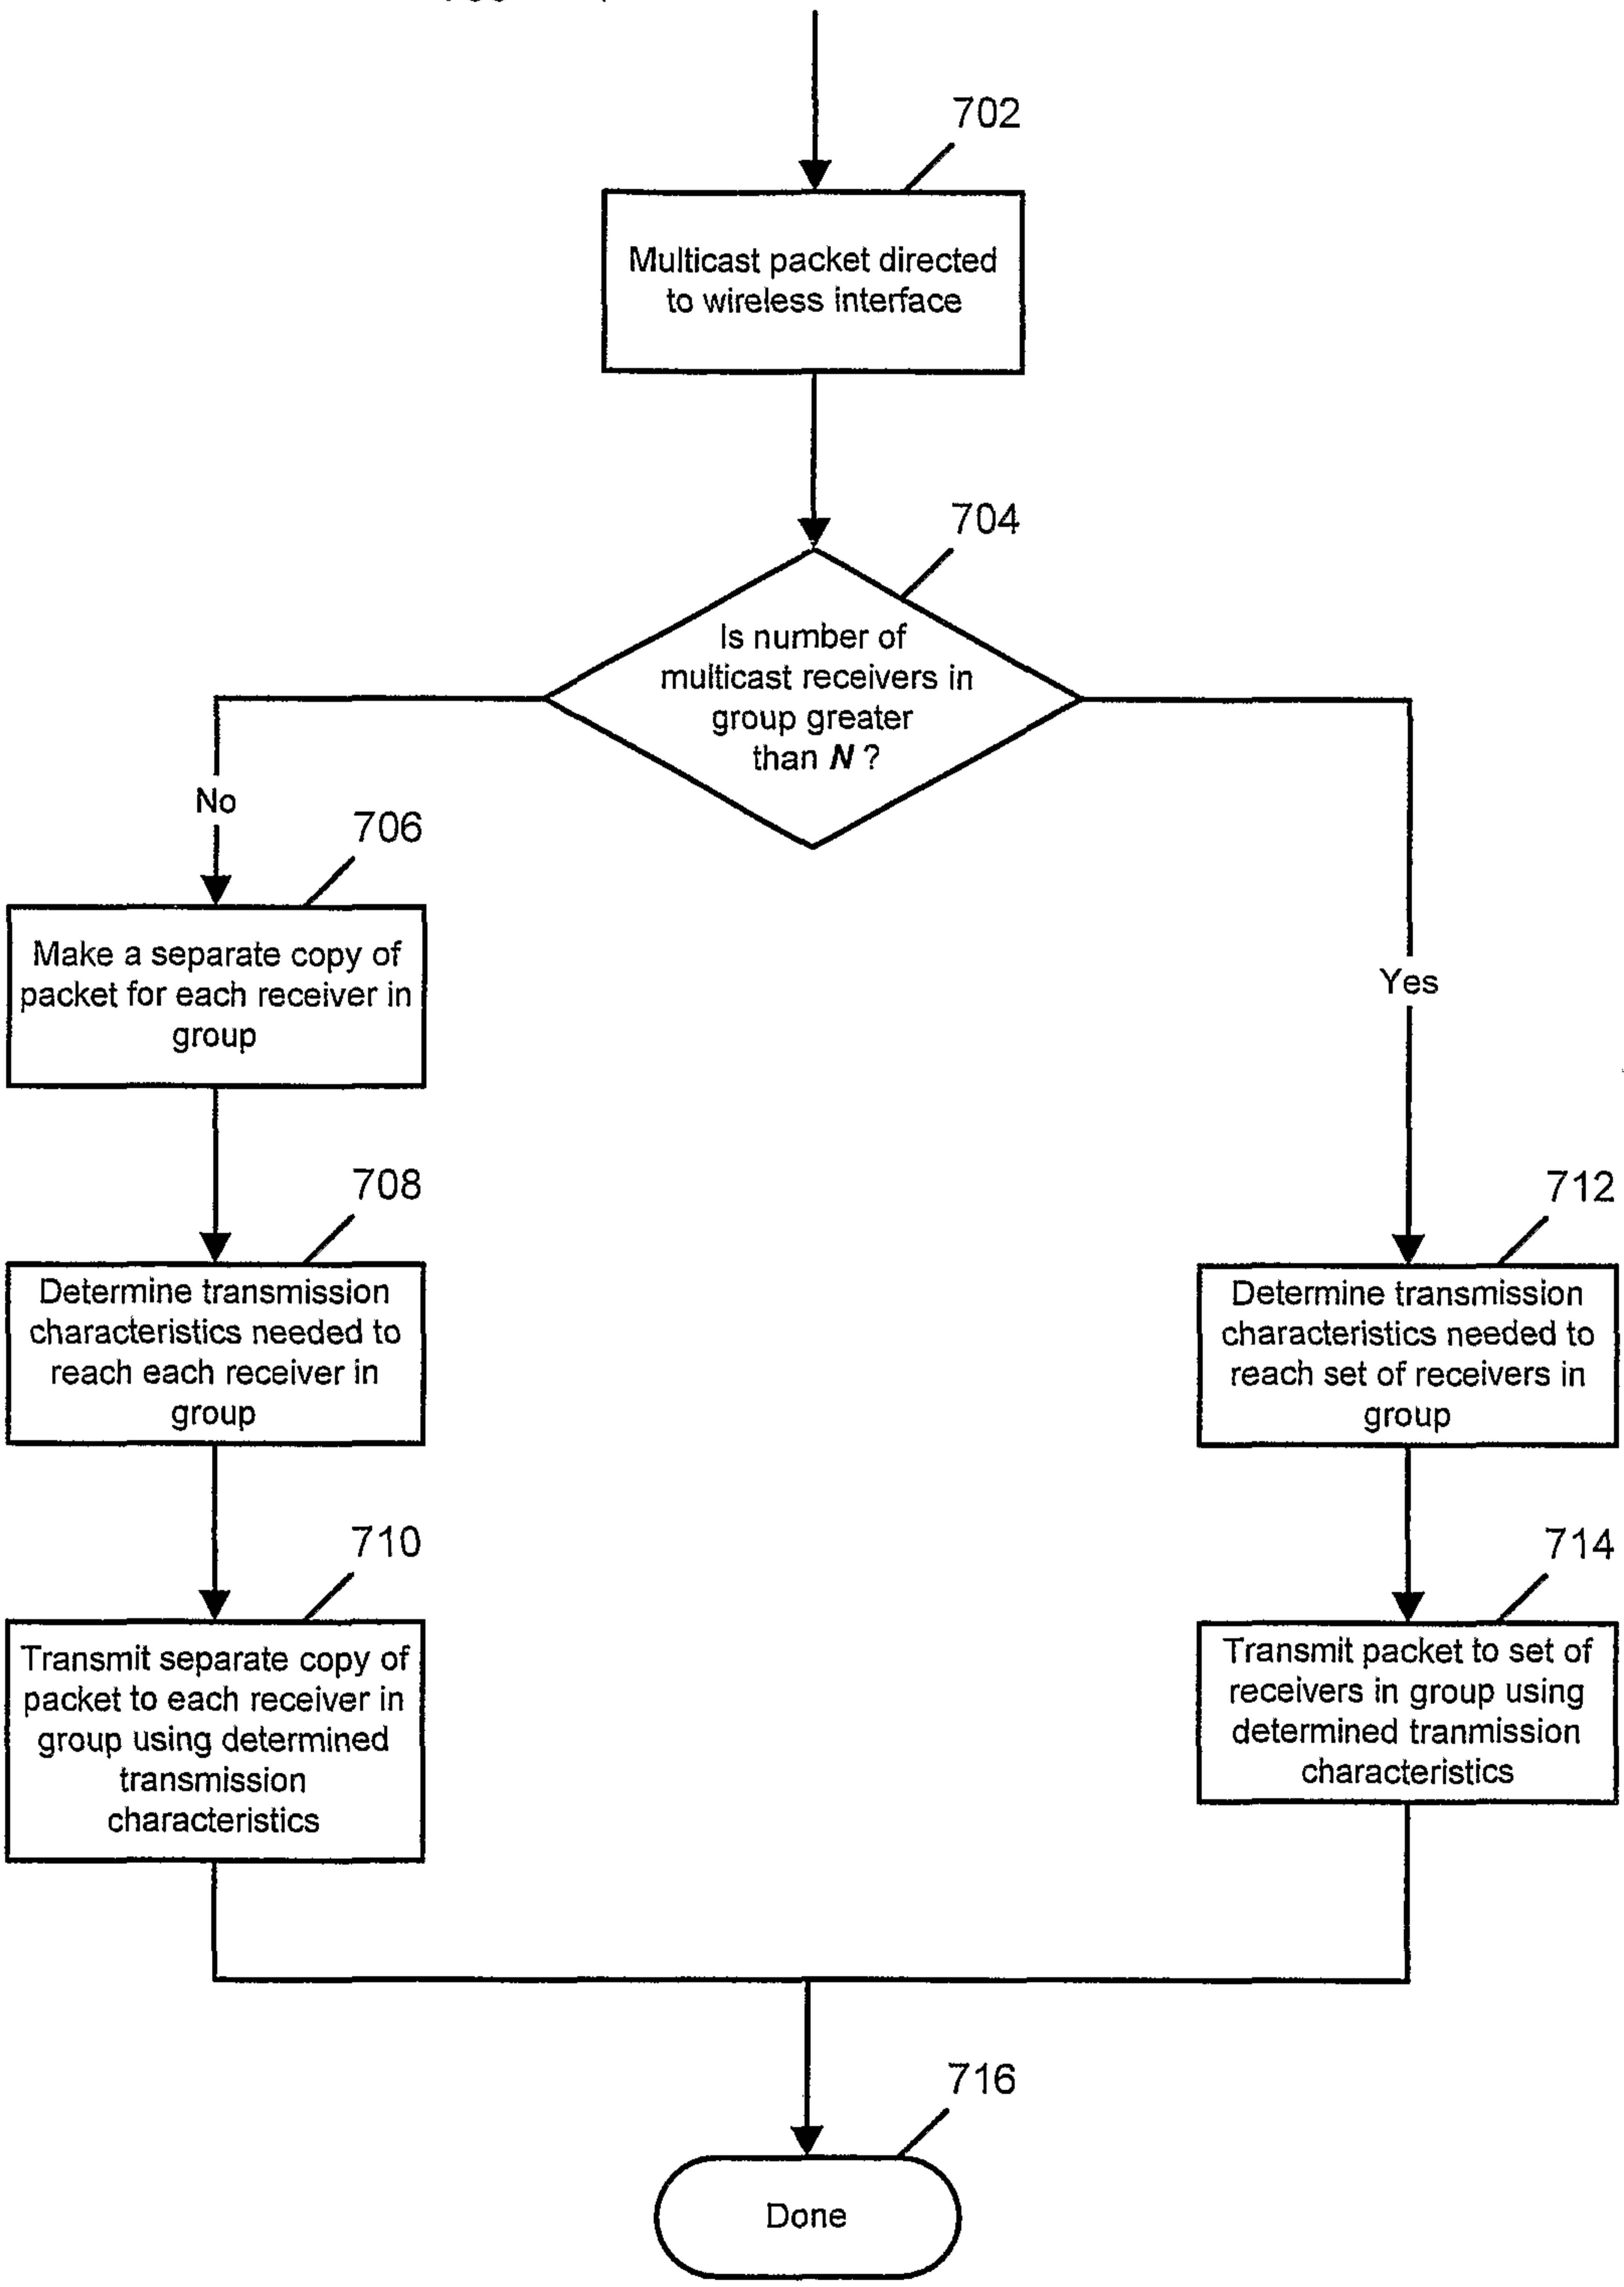 702
Multicast packet directed
to wireless interface
704
Is number of
multicast receivers in
group greater
than N ?
No
706
Make a separate copy of
packet for each receiver in
group
Yes
708
Determine transmission
characteristics needed to
reach each receiver in
group
712
Determine transmission
characteristics needed to
reach set of receivers in
group
710
Transmit separate copy of
packet to each receiver in
group using determined
transmission
characteristics
714
Transmit packet to set of
receivers in group using
determined tranmission
characteristics
716
Done